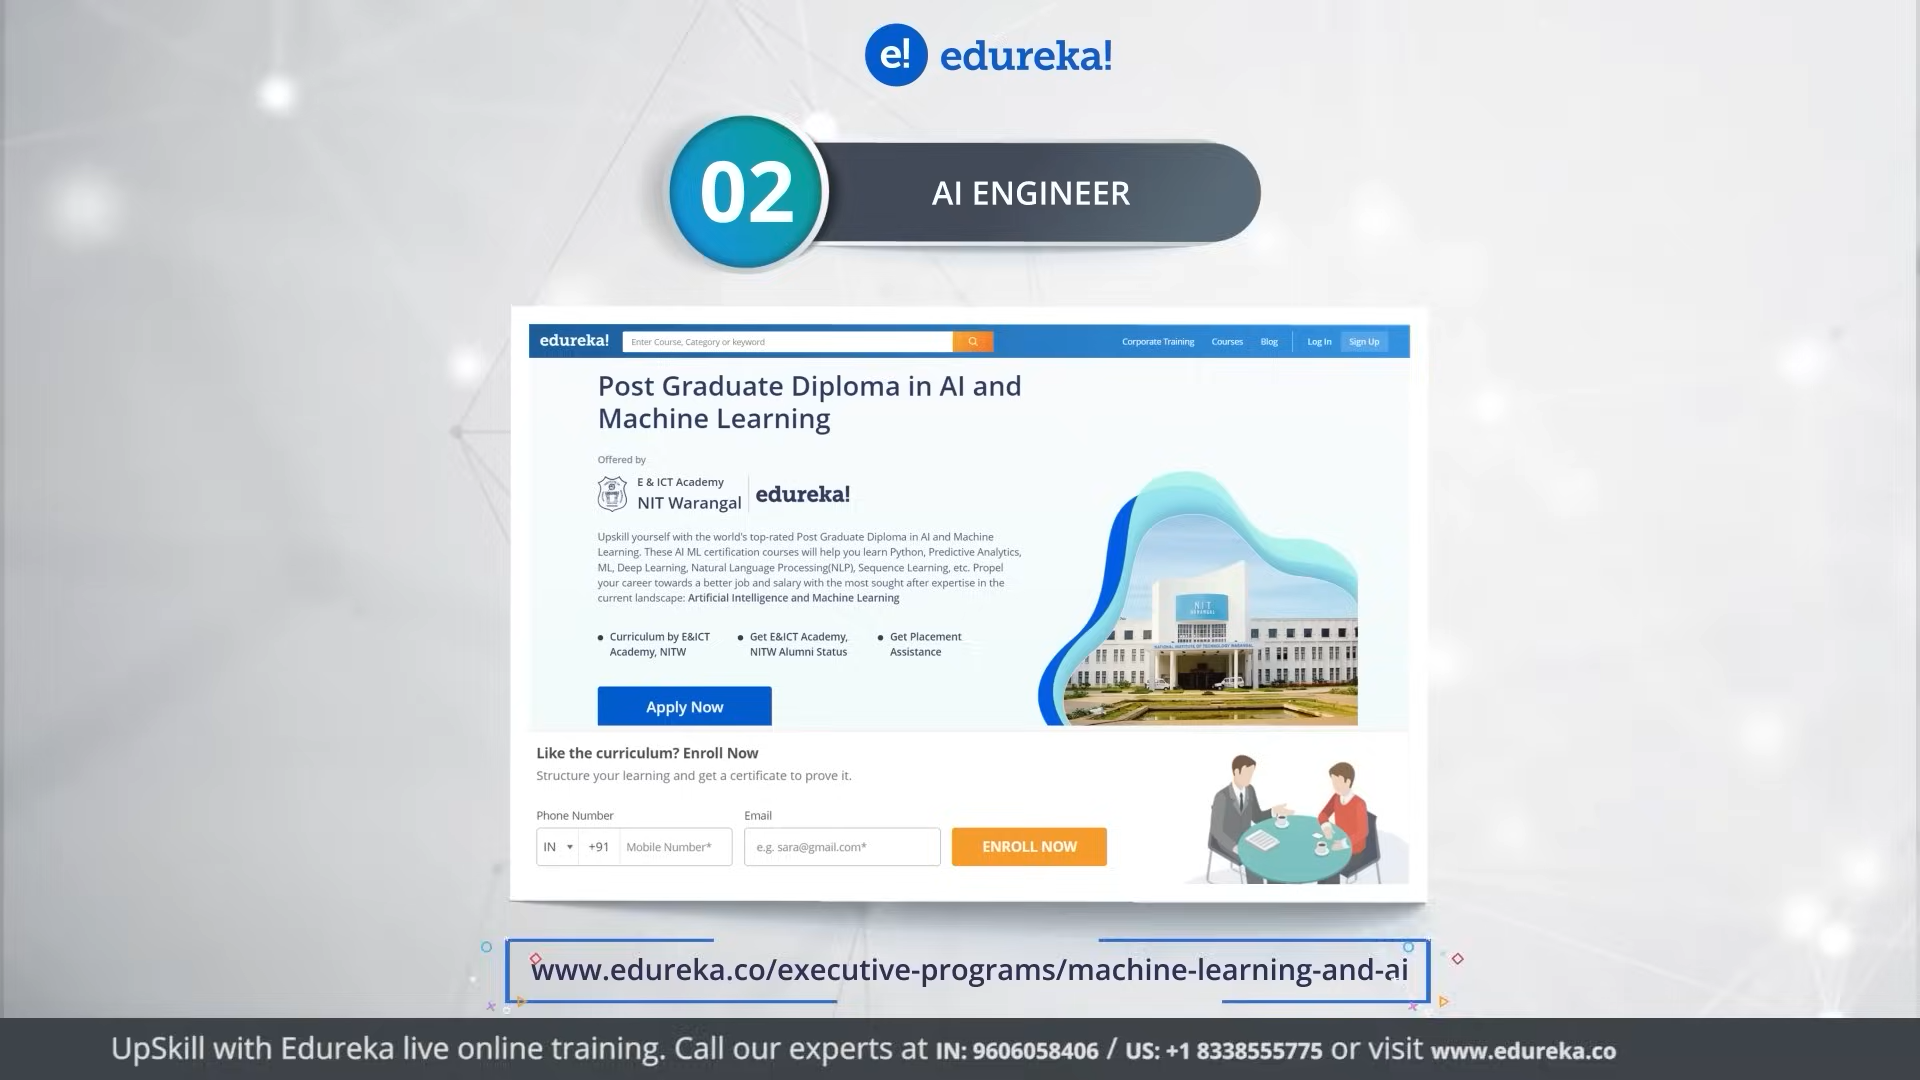 e! edureka!
02
AI ENGINEER
edureka! Enter Course, Category or keyword Corporate Training Courses Blog Log In Sign Up
Post Graduate Diploma in AI and
Machine Learning
Offered by
E & ICT Academy
NIT Warangal edureka!
Upskill yourself with the world's top-rated Post Graduate Diploma in AI and Machine
Learning. These AI ML certification courses will help you learn Python, Predictive Analytics,
ML, Deep Learning, Natural Language Processing(NLP), Sequence Learning, etc. Propel
your career towards a better job and salary with the most sought after expertise in the
current landscape: Artificial Intelligence and Machine Learning
NIT
WARANGAL
NATIONAL INSTITUTE OF TECHNOLOGY WARANGAL
Curriculum by E&ICT
Academy, NITW
Get E&ICT Academy,
NITW Alumni Status
Get Placement
Assistance
Apply Now
Like the curriculum? Enroll Now
Structure your learning and get a certificate to prove it.
Phone Number
IN +91 Mobile Number*
Email
e.g. sara@gmail.com*
ENROLL NOW
www.edureka.co/executive-programs/machine-learning-and-ai
UpSkill with Edureka live online training. Call our experts at IN: 9606058406 / US: +1 8338555775 or visit www.edureka.co